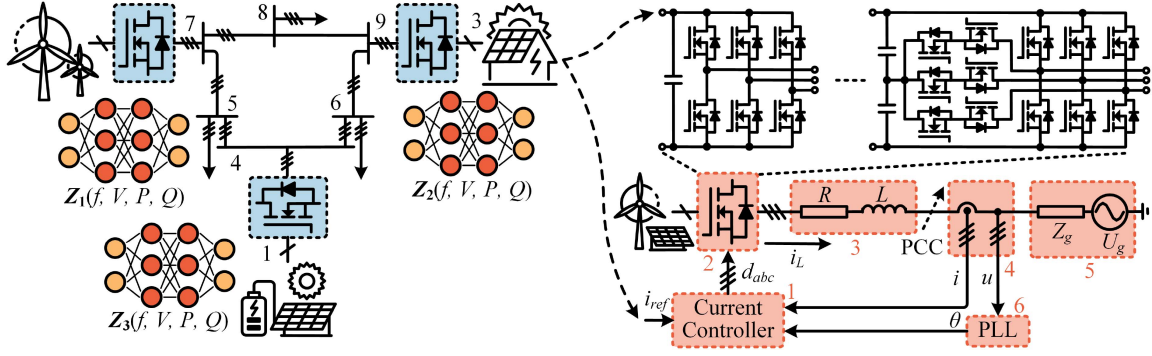 8
7
9
3
5
6
4
Z1(f, V, P, Q)
Z2(f, V, P, Q)
1
Z3(f, V, P, Q)
R
L
PCC
Zg
Ug
2
iL
3
4
5
dabc
i
u
iref
1
6
Current
Controller
θ
PLL